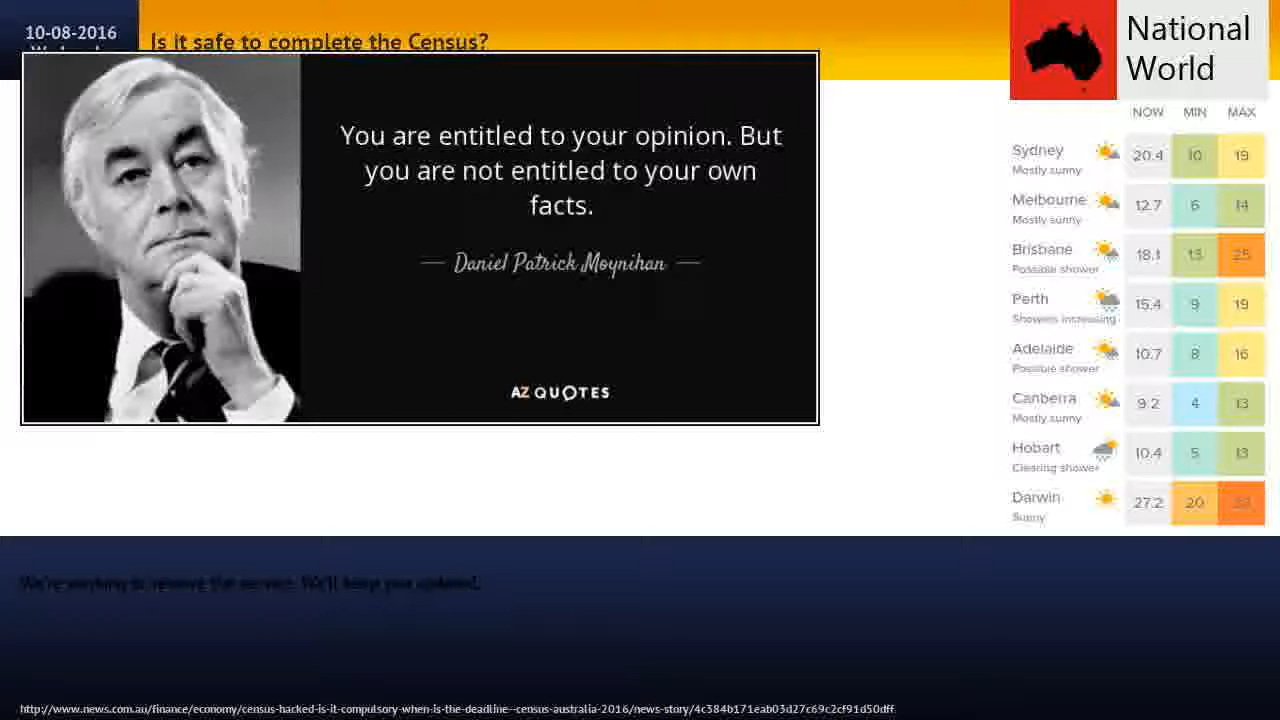 10-08-2016
Is it safe to complete the Census?
National
World
You are entitled to your opinion. But
you are not entitled to your own
facts.
Daniel Patrick Moynihan
AZ QUOTES
NOW MIN MAX
Sydney 20.4 10 19
Mostly sunny
Melbourne 12.7 6 14
Mostly sunny
Brisbane 18.1 13 25
Possible shower
Perth 15.4 9 19
Showers increasing
Adelaide 10.7 8 16
Possible shower
Canberra 9.2 4 13
Mostly sunny
Hobart 10.4 5 13
Clearing shower
Darwin 27.2 20
Sunny
We're working to restore the service. We'll keep you updated.
http://www.news.com.au/finance/economy/census-hacked-is-it-compulsory-when-is-the-deadline--census-australia-2016/news-story/4c384b171eab03d27c69c2cf91d50dff